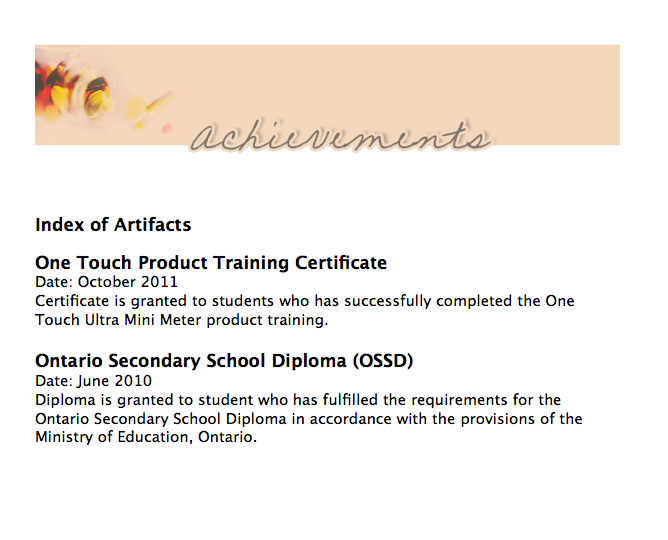 achievements
Index of Artifacts
One Touch Product Training Certificate
Date: October 2011
Certificate is granted to students who has successfully completed the One
Touch Ultra Mini Meter product training.
Ontario Secondary School Diploma (OSSD)
Date: June 2010
Diploma is granted to student who has fulfilled the requirements for the
Ontario Secondary School Diploma in accordance with the provisions of the
Ministry of Education, Ontario.